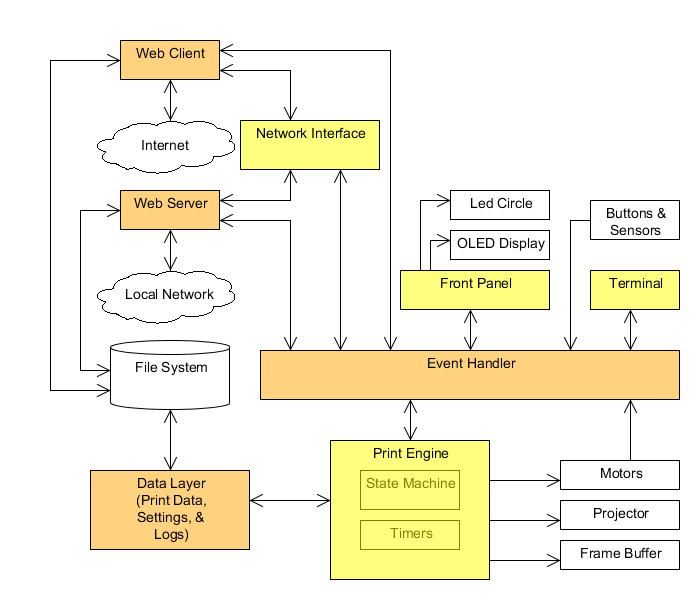 Web Client
Internet
Network Interface
Web Server
Local Network
File System
Led Circle
OLED Display
Front Panel
Buttons &
Sensors
Terminal
Event Handler
Data Layer
(Print Data,
Settings, &
Logs)
Print Engine
State Machine
Timers
Motors
Projector
Frame Buffer